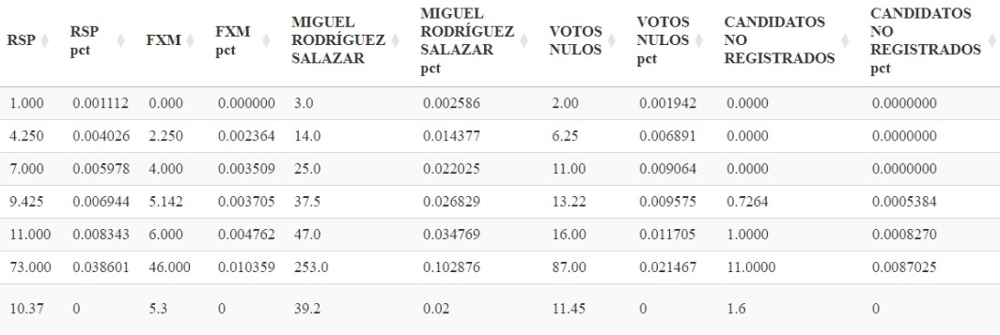 RSP RSP pct FXM FXM pct MIGUEL RODRÍGUEZ SALAZAR MIGUEL RODRÍGUEZ SALAZAR pct VOTOS NULOS VOTOS NULOS pct CANDIDATOS NO REGISTRADOS CANDIDATOS NO REGISTRADOS pct
1.000 0.001112 0.000 0.000000 3.0 0.002586 2.00 0.001942 0.0000 0.0000000
4.250 0.004026 2.250 0.002364 14.0 0.014377 6.25 0.006891 0.0000 0.0000000
7.000 0.005978 4.000 0.003509 25.0 0.022025 11.00 0.009064 0.0000 0.0000000
9.425 0.006944 5.142 0.003705 37.5 0.026829 13.22 0.009575 0.7264 0.0005384
11.000 0.008343 6.000 0.004762 47.0 0.034769 16.00 0.011705 1.0000 0.0008270
73.000 0.038601 46.000 0.010359 253.0 0.102876 87.00 0.021467 11.0000 0.0087025
10.37 0 5.3 0 39.2 0.02 11.45 0 1.6 0